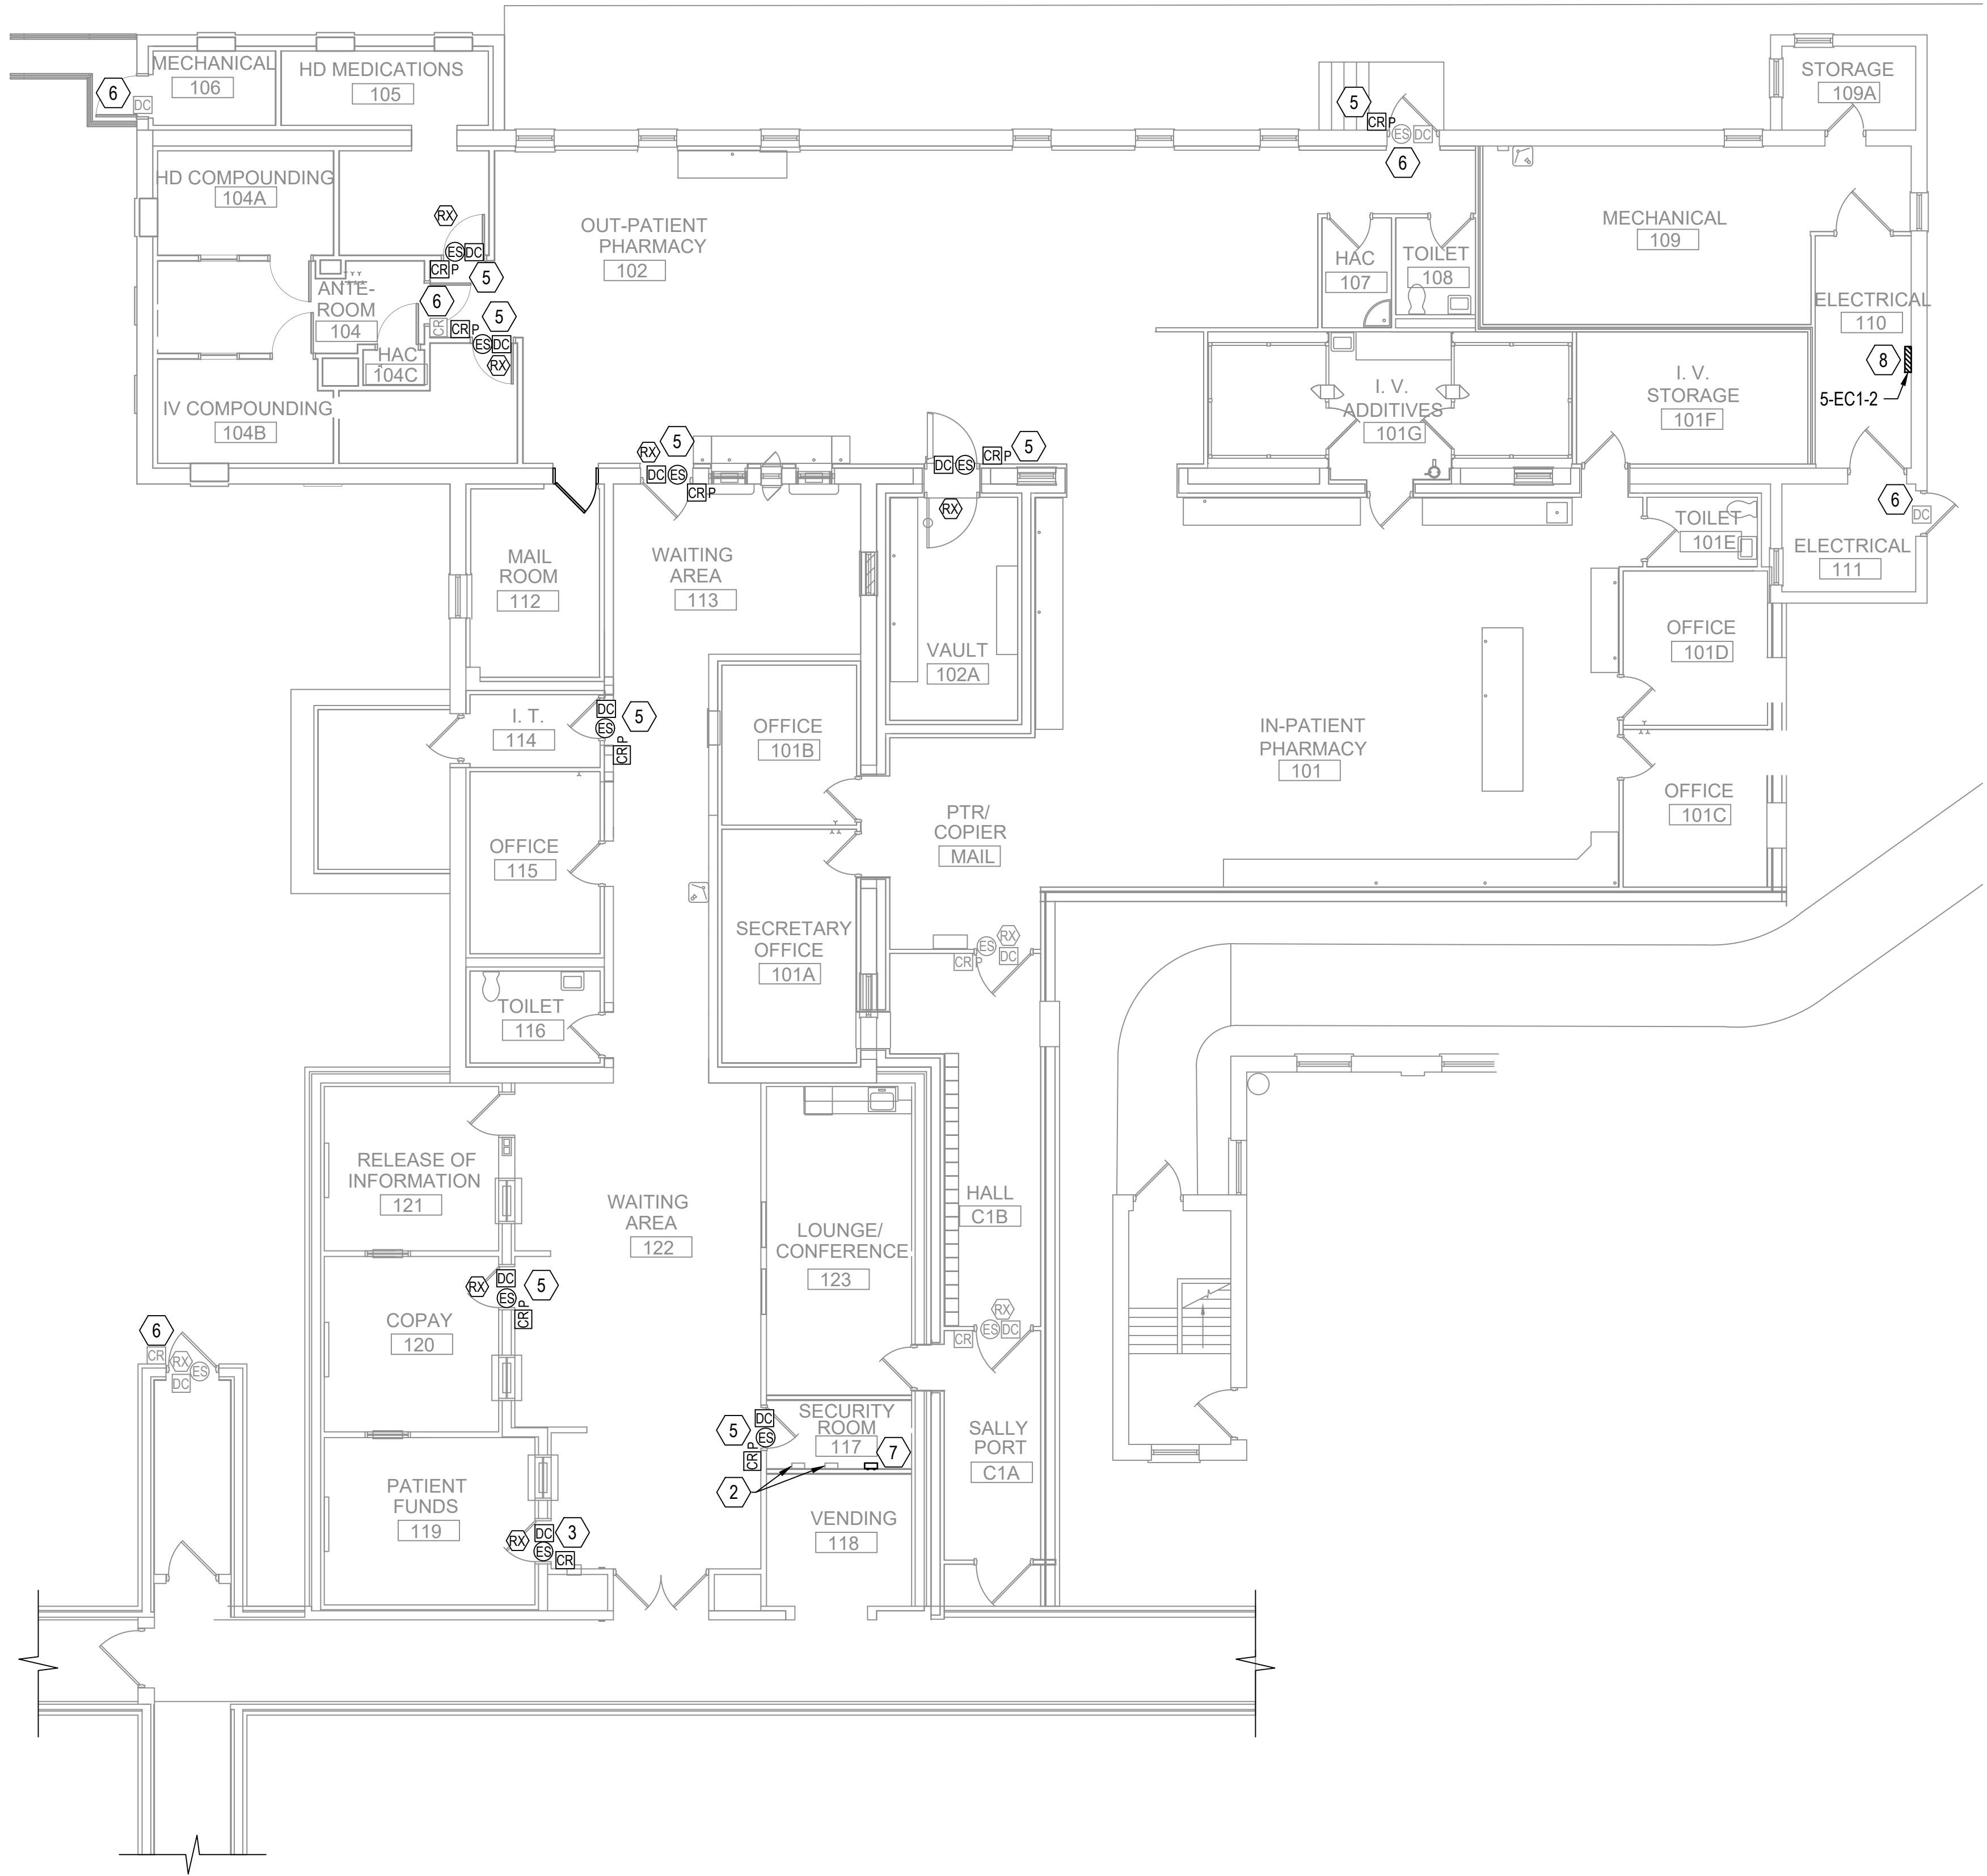 MECHANICAL
106
HD MEDICATIONS
105
6
DC
STORAGE
109A
5
CR P
ES DC
6
HD COMPOUNDING
104A
RX
ES DC
CR P
5
OUT-PATIENT
PHARMACY
102
MECHANICAL
109
HAC
107
TOILET
108
ANTE-
ROOM
104
6
CR
CR P
5
ES DC
RX
HAC
104C
ELECTRICAL
110
8
5-EC1-2
I. V.
ADDITIVES
101G
I. V.
STORAGE
101F
IV COMPOUNDING
104B
RX
5
DC ES
CR P
DC ES
CR P
5
RX
6
DC
TOILET
101E
ELECTRICAL
111
MAIL
ROOM
112
WAITING
AREA
113
VAULT
102A
OFFICE
101D
I. T.
114
DC
ES
5
CR P
OFFICE
101B
IN-PATIENT
PHARMACY
101
OFFICE
101C
PTR/
COPIER
MAIL
OFFICE
115
SECRETARY
OFFICE
101A
RX
ES
DC
CR P
TOILET
116
RELEASE OF
INFORMATION
121
WAITING
AREA
122
LOUNGE/
CONFERENCE
123
HALL
C1B
RX
DC
ES
5
CR P
COPAY
120
RX
ES DC
CR
6
CR
RX
ES
DC
5
DC
ES
CR P
SECURITY
ROOM
117
7
2
SALLY
PORT
C1A
PATIENT
FUNDS
119
VENDING
118
RX
DC
3
ES
CR